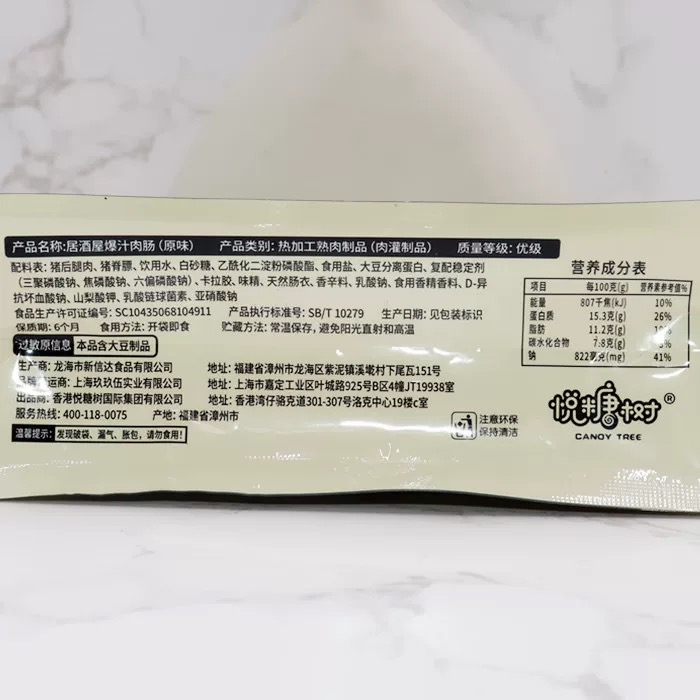 产品名称:居酒屋爆汁肉肠(原味) 产品类别:热加工熟肉制品(肉灌制品) 质量等级:优级
配料表:猪后腿肉、猪脊膘、饮用水、白砂糖、乙酰化二淀粉磷酸酯、食用盐、大豆分离蛋白、复配稳定剂
(三聚磷酸钠、焦磷酸钠、六偏磷酸钠)、卡拉胶、味精、天然肠衣、香辛料、乳酸钠、食用香精香料、D-异
抗坏血酸钠、山梨酸钾、乳酸链球菌素、亚硝酸钠
食品生产许可证编号:SC10435068104911 产品执行标准号:SB/T 10279 生产日期:见包装标识
保质期:6个月 食用方法:开袋即食 贮藏方法:常温保存,避免阳光直射和高温
过敏原信息 本品含大豆制品
生产商:龙海市新信达食品有限公司 地址:福建省漳州市龙海区紫泥镇溪墘村下尾瓦151号
品牌运商:上海玖玖伍实业有限公司 地址:上海市嘉定工业区叶城路925号B区4幢JT19938室
出品商:香港悦糖树国际集团有限公司 地址:香港湾仔骆克道301-307号洛克中心19楼c室
服务热线:400-118-0075 产地:福建省漳州市
温馨提示:发现破袋、漏气、胀包,请勿食用!
注意环保
保持清洁
营养成分表
项目 每100克(g) 营养素参考值%
能量 807千焦(kJ) 10%
蛋白质 15.3克(g) 26%
脂肪 11.2克(g)
碳水化合物 7.8克(g) 3%
钠 822毫克(mg) 41%
悦糖树®
CANDY TREE